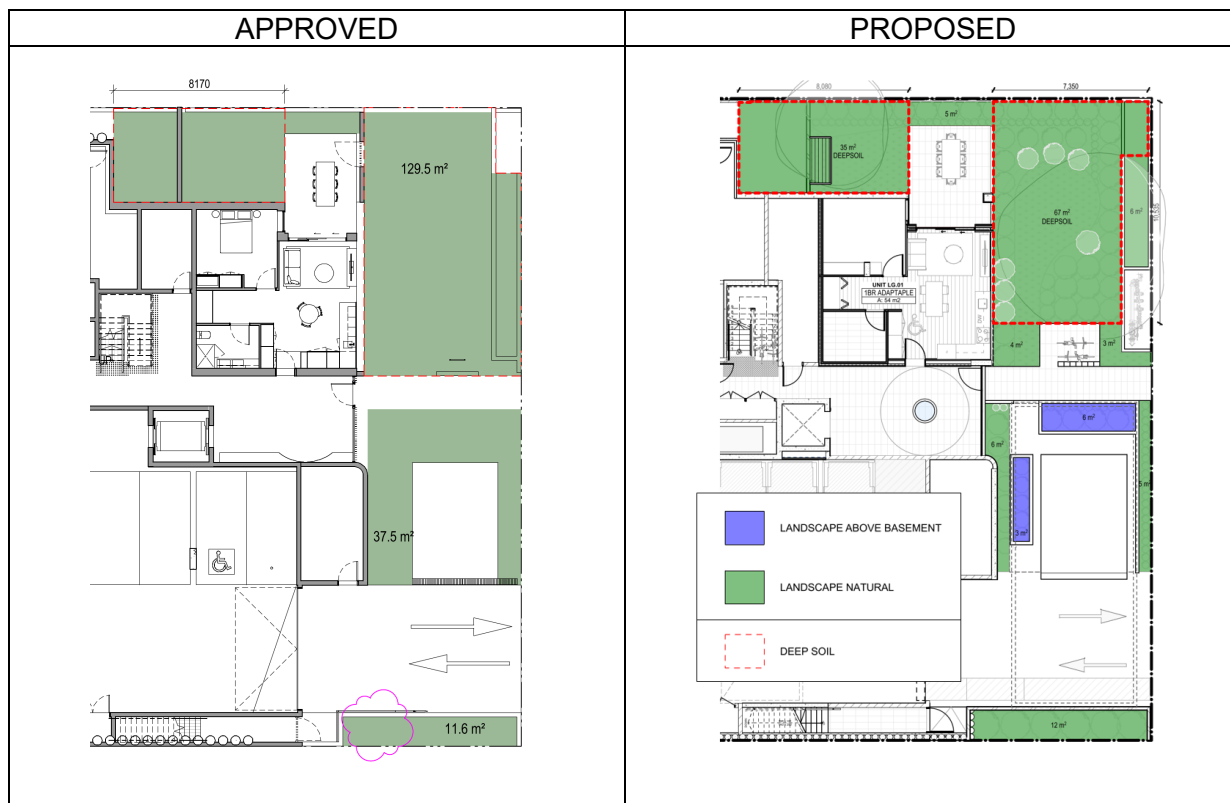 APPROVED
PROPOSED
8170
129.5 m²
37.5 m²
11.6 m²
8,080
7,350
5 m²
35 m²
DEEPSOIL
67 m²
DEEPSOIL
6 m²
10,535
UNIT LG.01
1BR ADAPTAPLE
A: 54 m2
4 m²
3 m²
6 m²
6 m²
5 m²
3 m²
LANDSCAPE ABOVE BASEMENT
LANDSCAPE NATURAL
DEEP SOIL
12 m²